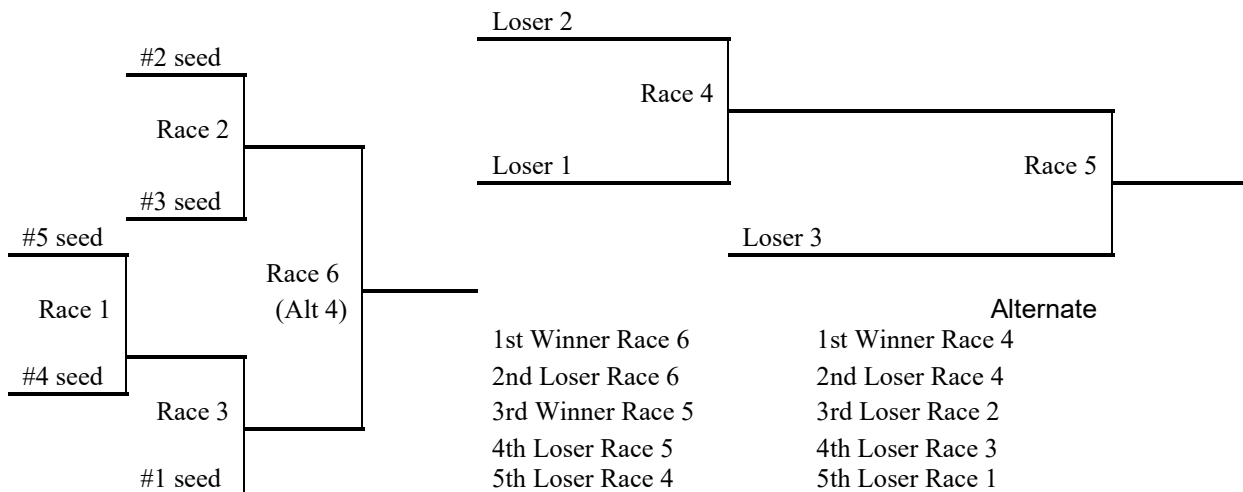 Loser 2
#2 seed
Race 4
Race 2
Loser 1
Race 5
#3 seed
#5 seed
Loser 3
Race 6
(Alt 4)
Race 1
Alternate
#4 seed
Race 3
#1 seed
1st Winner Race 6
2nd Loser Race 6
3rd Winner Race 5
4th Loser Race 5
5th Loser Race 4
1st Winner Race 4
2nd Loser Race 4
3rd Loser Race 2
4th Loser Race 3
5th Loser Race 1